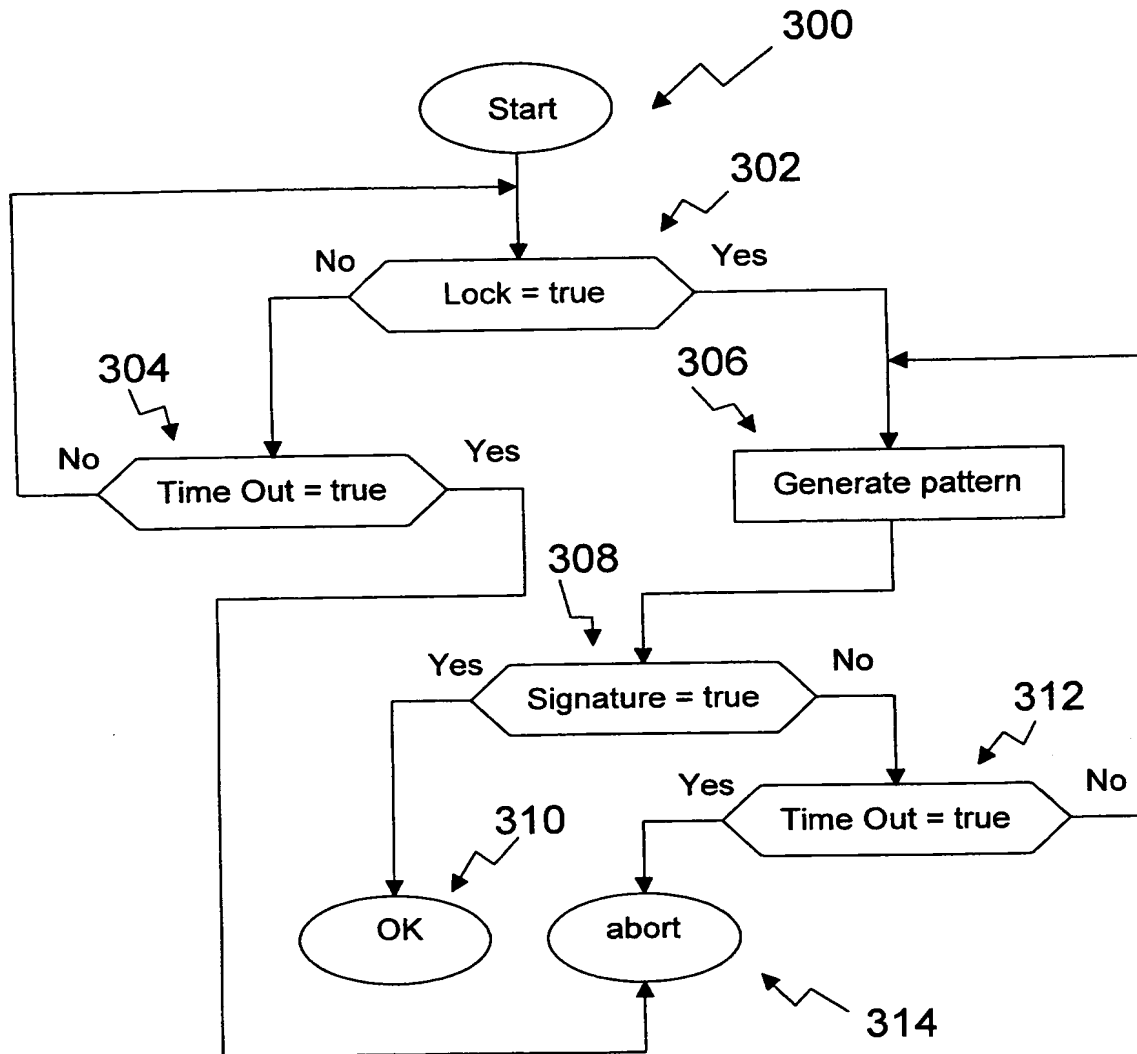 300
Start
302
No
Yes
Lock = true
304
306
No
Yes
Time Out = true
Generate pattern
308
Yes
No
Signature = true
312
Yes
No
Time Out = true
310
OK
abort
314